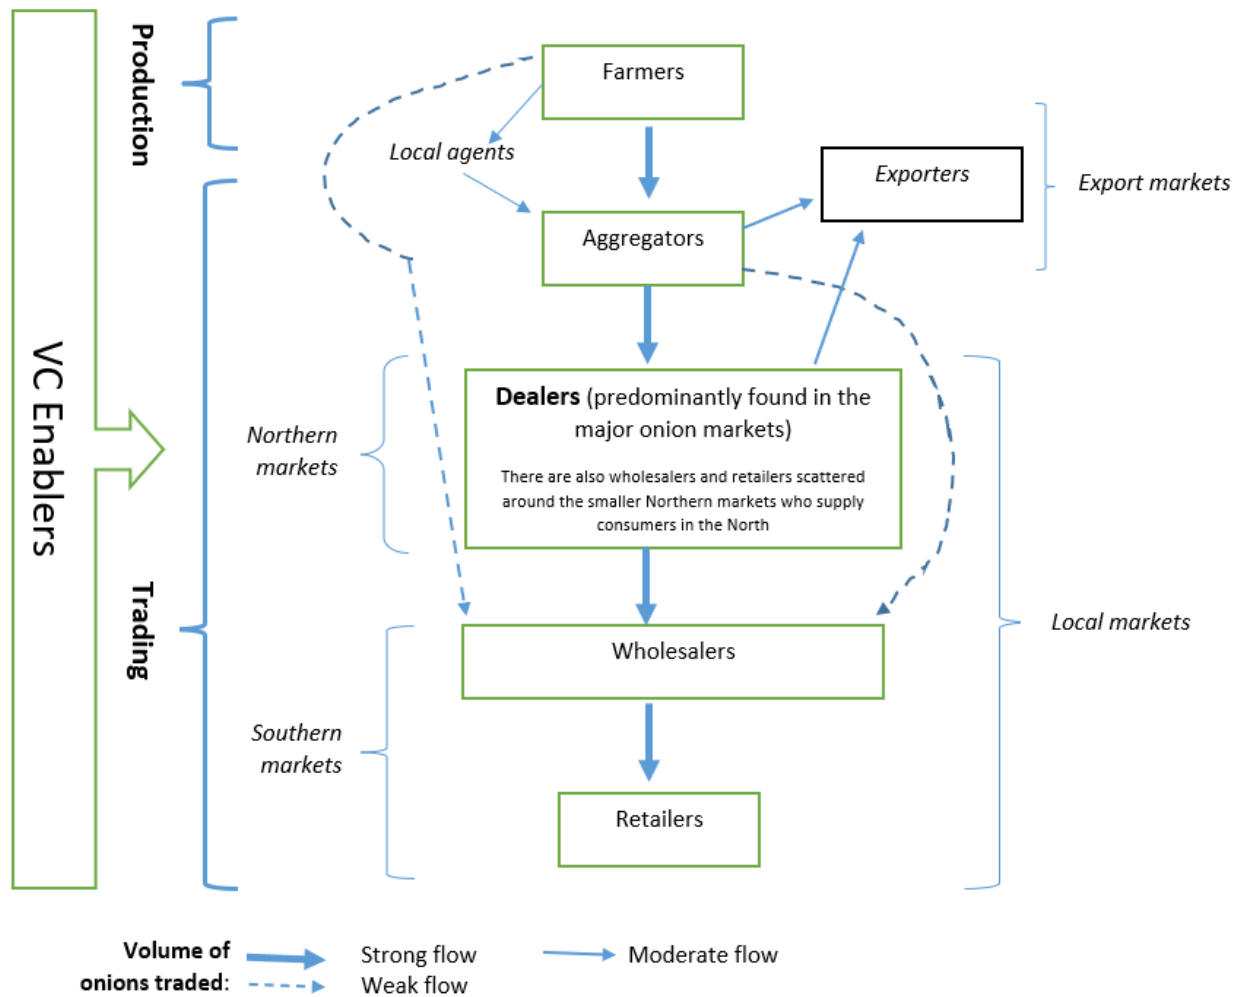 VC Enablers
Production
Trading
Farmers
Local agents
Exporters
Export markets
Aggregators
Dealers (predominantly found in the
major onion markets)
There are also wholesalers and retailers scattered
around the smaller Northern markets who supply
consumers in the North
Northern
markets
Local markets
Wholesalers
Southern
markets
Retailers
Volume of
onions traded:
Strong flow
Moderate flow
Weak flow